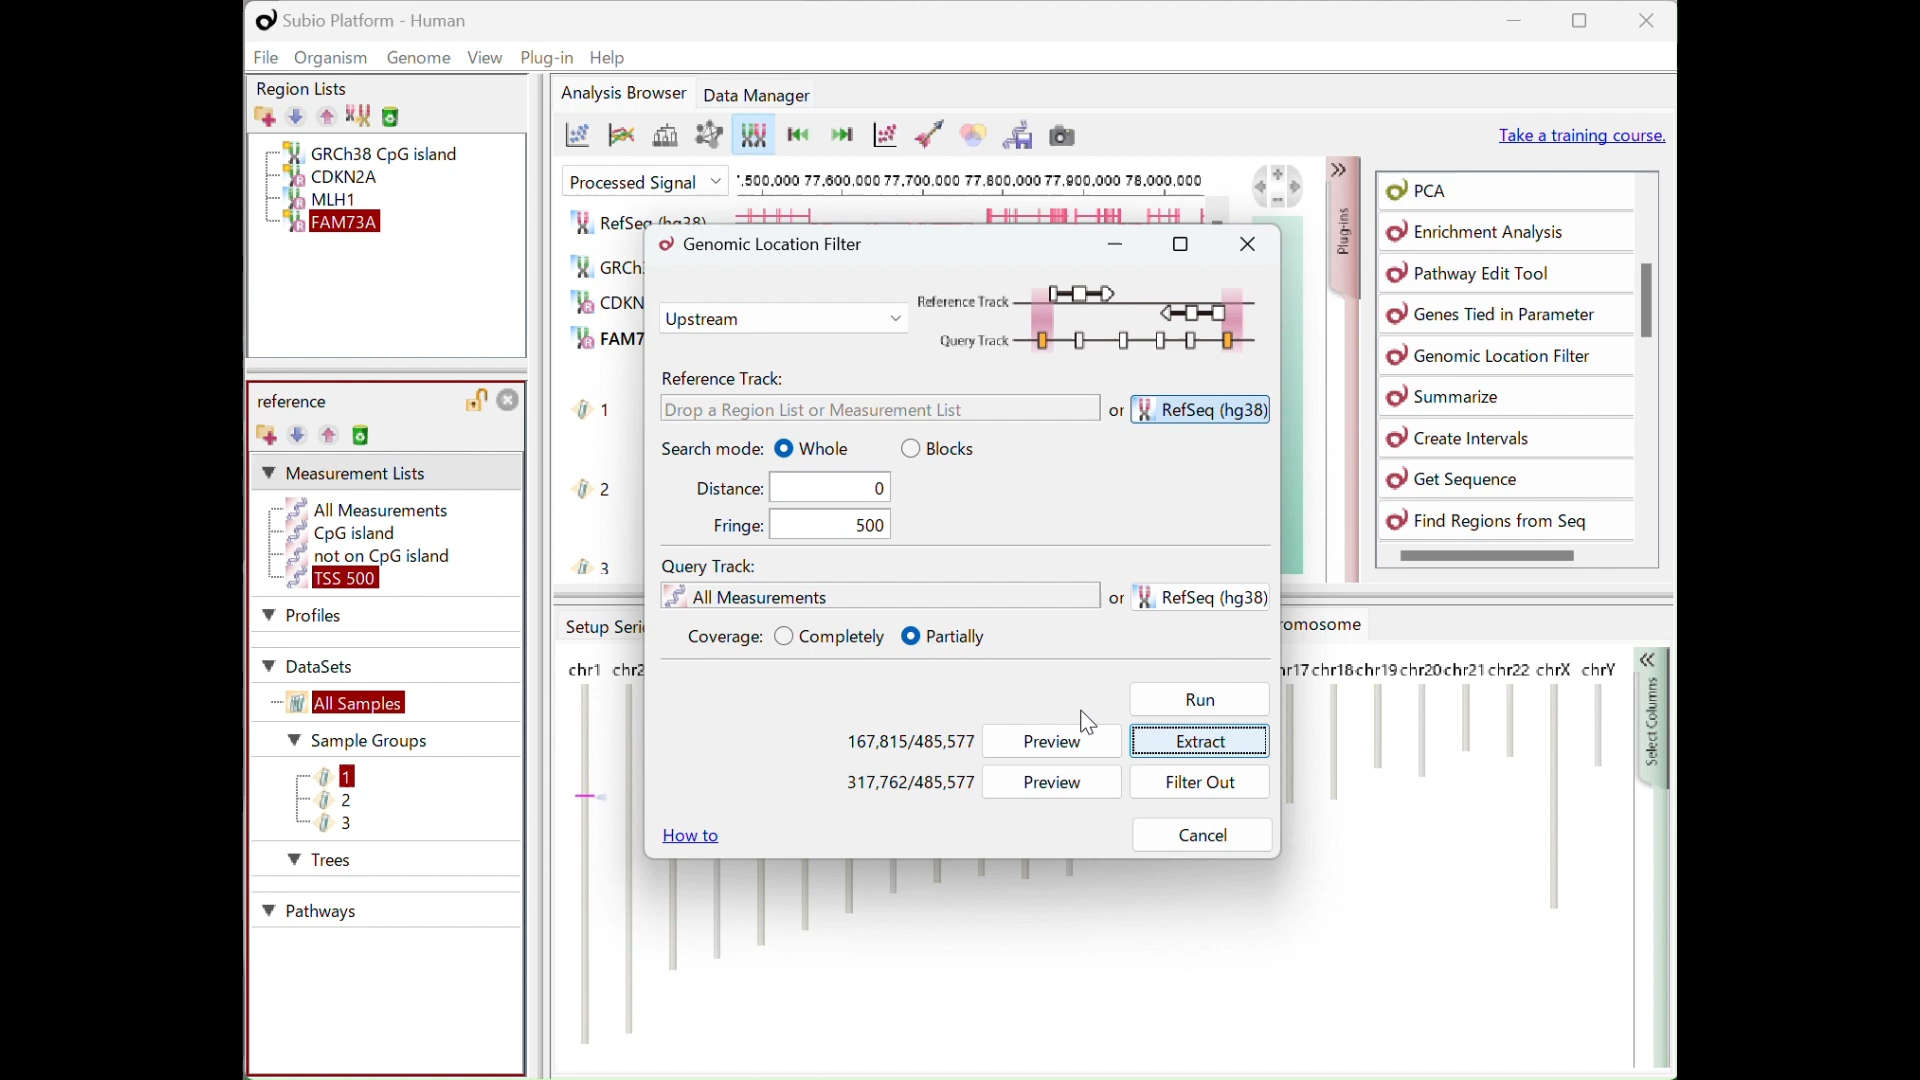 Subio Platform - Human
File Organism Genome View Plug-in Help
Region Lists
GRCh38 CpG island
CDKN2A
MLH1
FAM73A
reference
Measurement Lists
All Measurements
CpG island
not on CpG island
TSS 500
Profiles
DataSets
All Samples
Sample Groups
1
2
3
Trees
Pathways
Analysis Browser Data Manager
Take a training course.
Processed Signal
,500,000 77,600,000 77,700,000 77,800,000 77,900,000 78,000,000
RefSeq (hg38)
GRCh
CDKN
FAM7
1
2
3
Plug-ins
PCA
Enrichment Analysis
Pathway Edit Tool
Genes Tied in Parameter
Genomic Location Filter
Summarize
Create Intervals
Get Sequence
Find Regions from Seq
Genomic Location Filter
Upstream
Reference Track
Query Track
Reference Track:
Drop a Region List or Measurement List or RefSeq (hg38)
Search mode: Whole Blocks
Distance: 0
Fringe: 500
Query Track:
All Measurements or RefSeq (hg38)
Coverage: Completely Partially
Run
167,815/485,577 Preview Extract
317,762/485,577 Preview Filter Out
How to Cancel
Setup Seri
omosome
chr1 chr2
hr17 chr18 chr19 chr20 chr21 chr22 chrX chrY
Select Columns